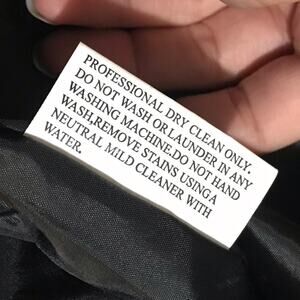 PROFESSIONAL DRY CLEAN ONLY.
DO NOT WASH OR LAUNDER IN ANY
WASHING MACHINE.DO NOT HAND
WASH,REMOVE STAINS USINGA
NEUTRAL MILD CLEANER WITH
WATER.